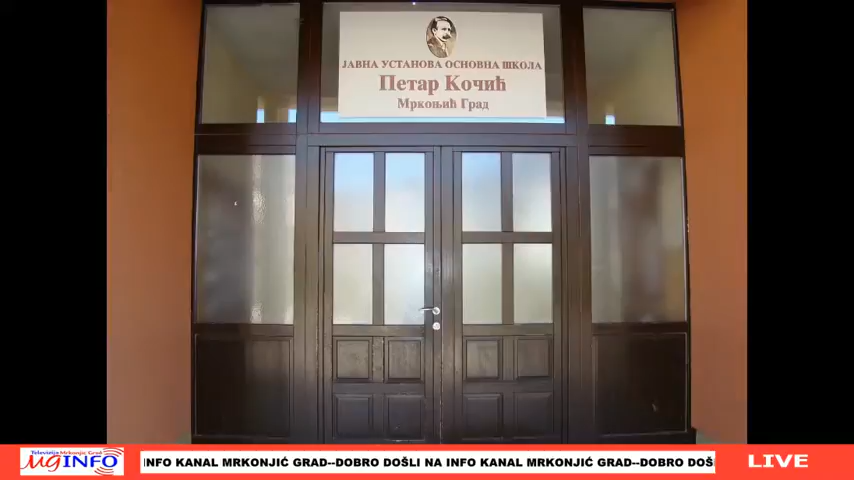 ЈАВНА УСТАНОВА ОСНОВНА ШКОЛА
Петар Кочић
Мркоњић Град
Televizija Mrkonjic Grad
MGINFO
INFO KANAL MRKONJIĆ GRAD--DOBRO DOŠLI NA INFO KANAL MRKONJIĆ GRAD--DOBRO DOŠ
LIVE